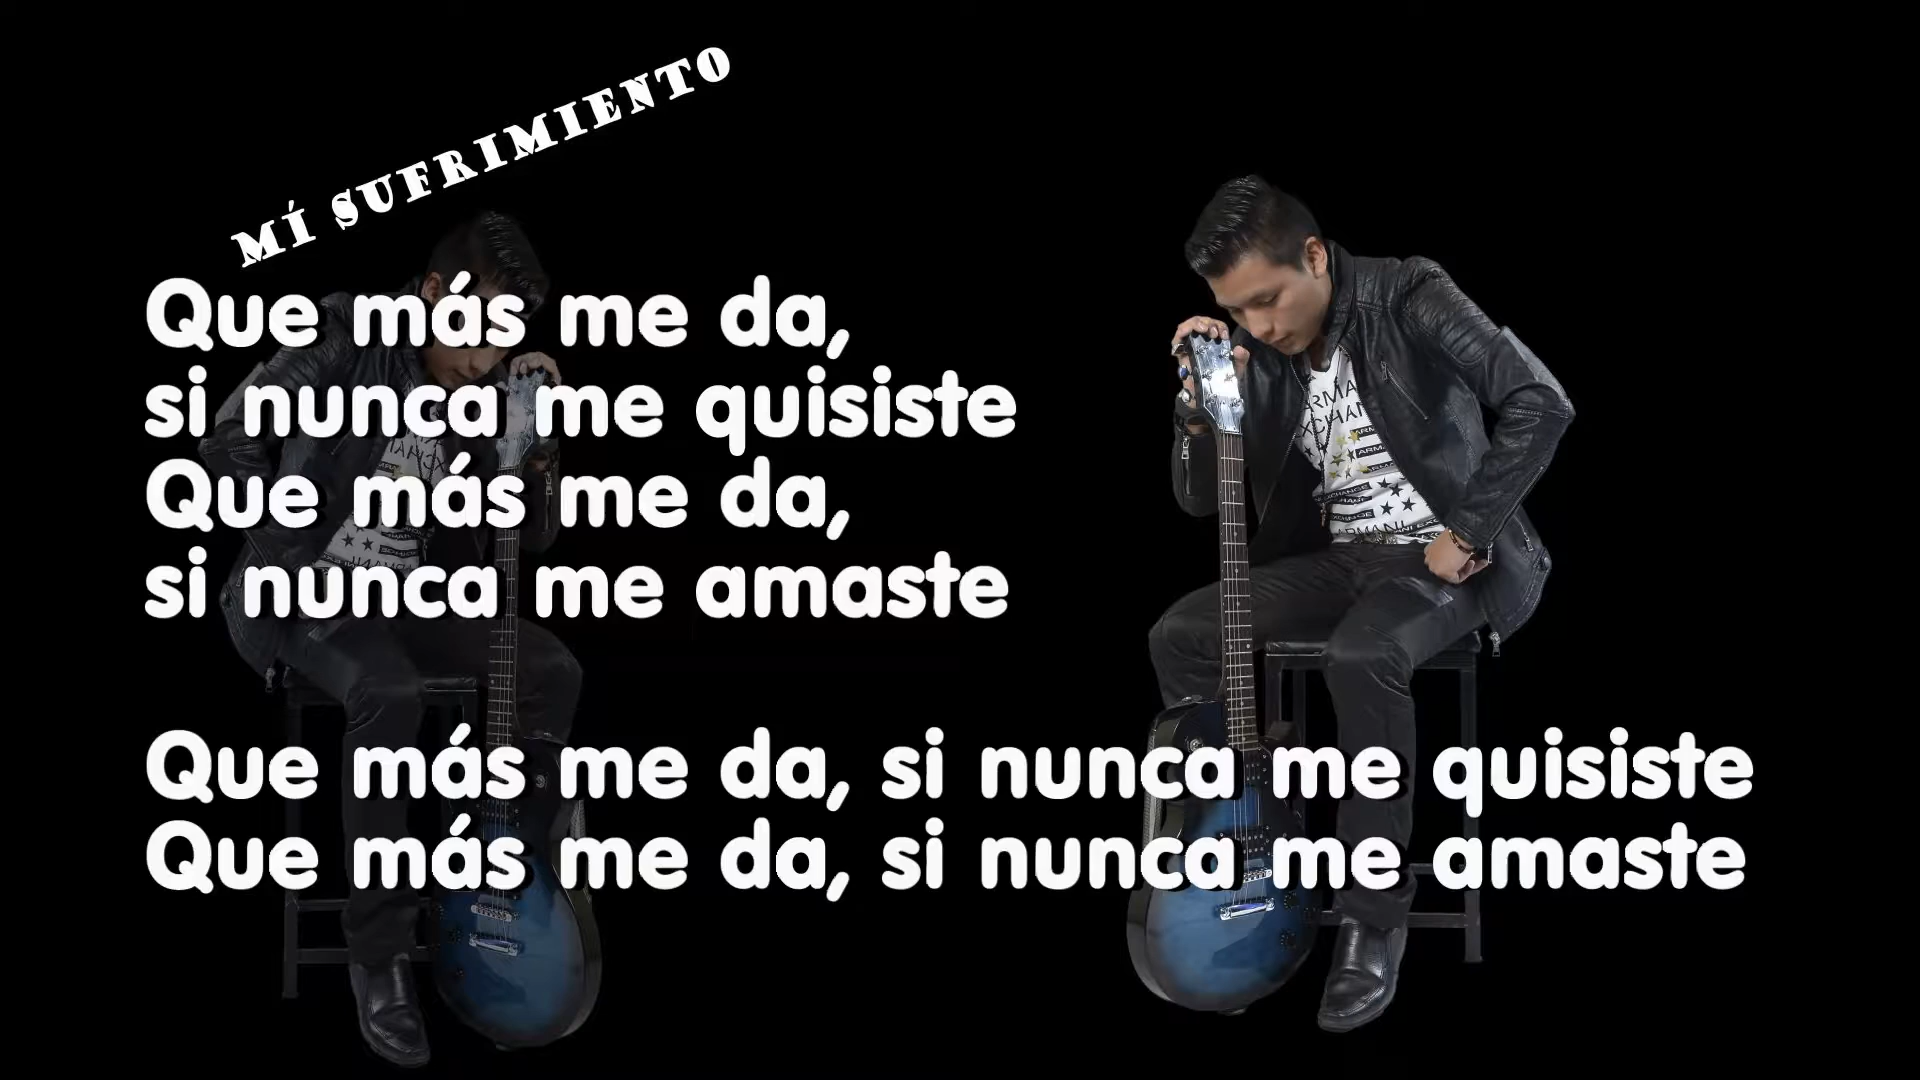 MÍ SUFRIMIENTO
Que más me da,
si nunca me quisiste
Que más me da,
si nunca me amaste
Que más me da, si nunca me quisiste
Que más me da, si nunca me amaste